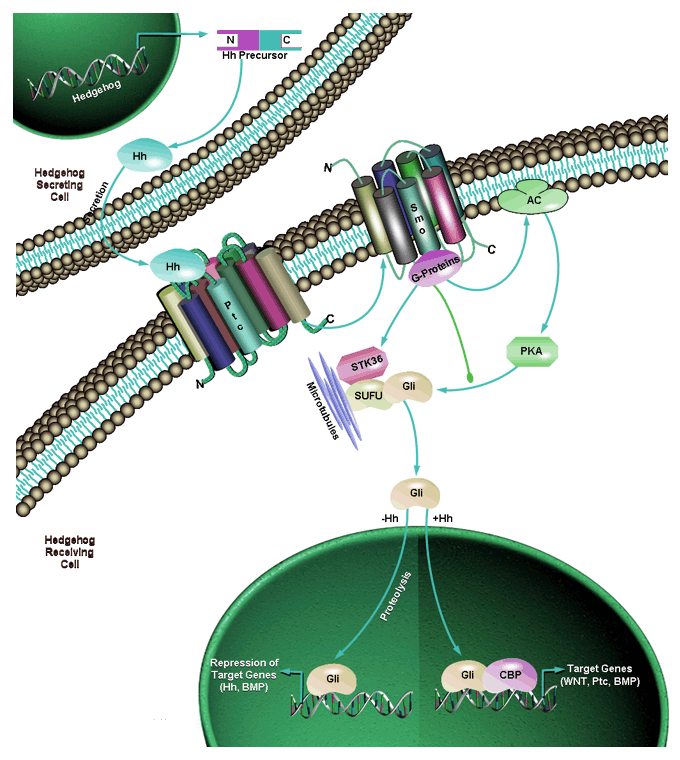 N C
Hh Precursor
Hedgehog
Hh
Hedgehog
Secreting
Cell
Secretion
Hh
Ptc
C
N
N
Smo
C
G-Proteins
AC
PKA
STK36
SUFU
Gli
Microtubules
Gli
-Hh
+Hh
Hedgehog
Receiving
Cell
Proteolysis
Repression of
Target Genes
(Hh, BMP)
Gli
Gli
CBP
Target Genes
(WNT, Ptc, BMP)